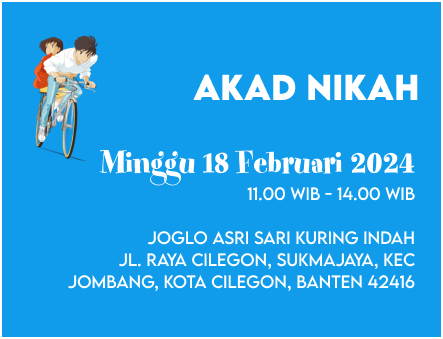 AKAD NIKAH
Minggu 18 Februari 2024
11.00 WIB - 14.00 WIB
JOGLO ASRI SARI KURING INDAH
JL. RAYA CILEGON, SUKMAJAYA, KEC
JOMBANG, KOTA CILEGON, BANTEN 42416